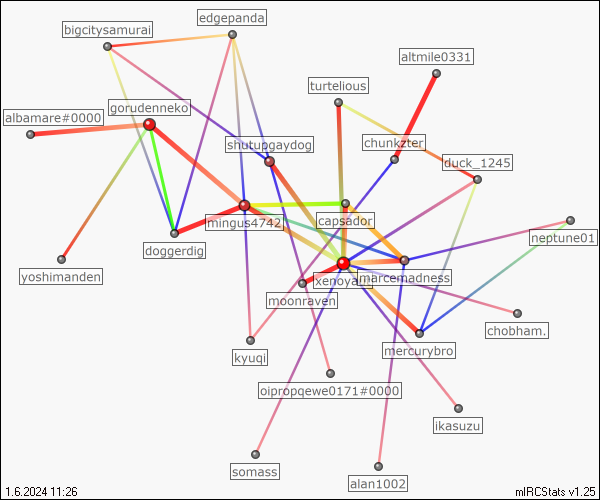 edgepanda
bigcitysamurai
altmile0331
turtelious
gorudenneko
albamare#0000
shutupgaydog
chunkzter
duck_1245
mingus4742
capsador
neptune01
doggerdig
yoshimanden
xenoya
marcemadness
moonraven
chobham.
kyuqi
mercurybro
oipropqewe0171#0000
ikasuzu
somass
alan1002
1.6.2024 11:26
mIRCStats v1.25